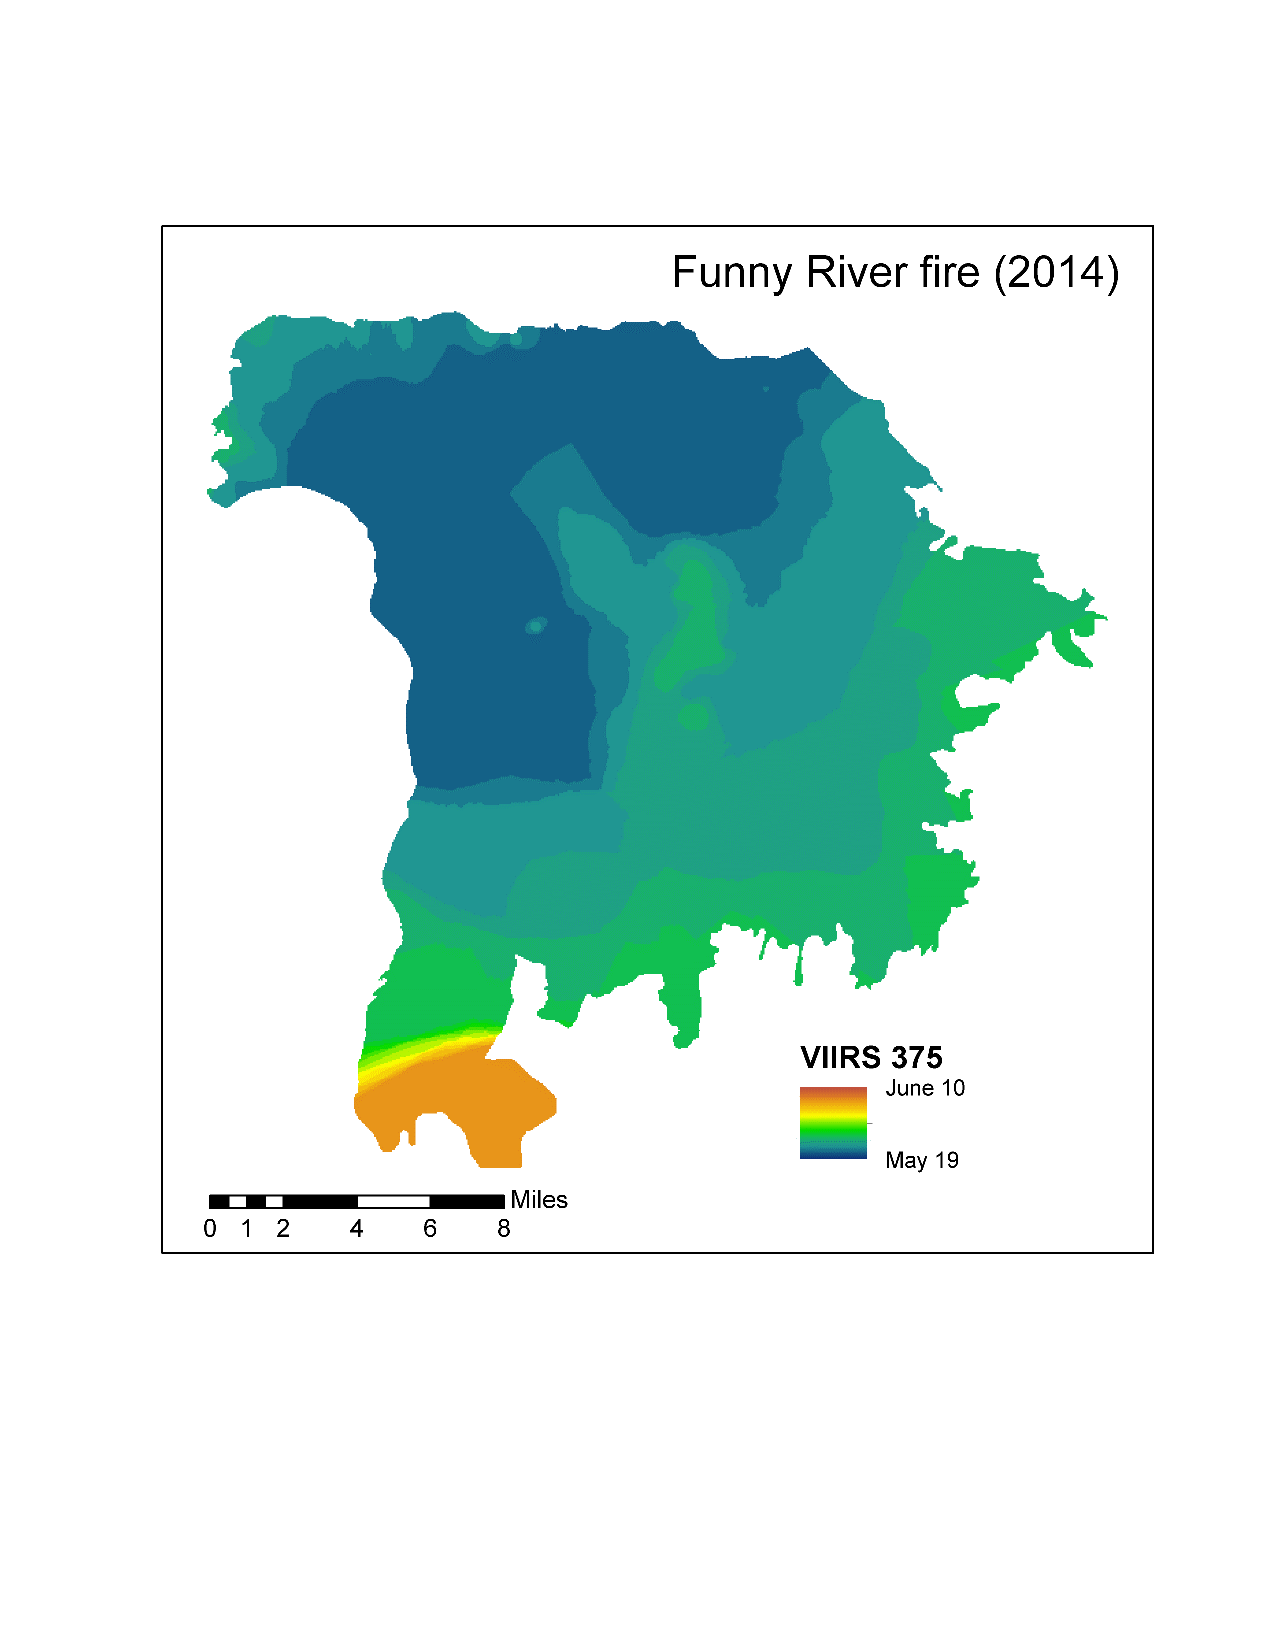 Funny River fire (2014)
VIIRS 375
June 10
May 19
Miles
0 1 2 4 6 8